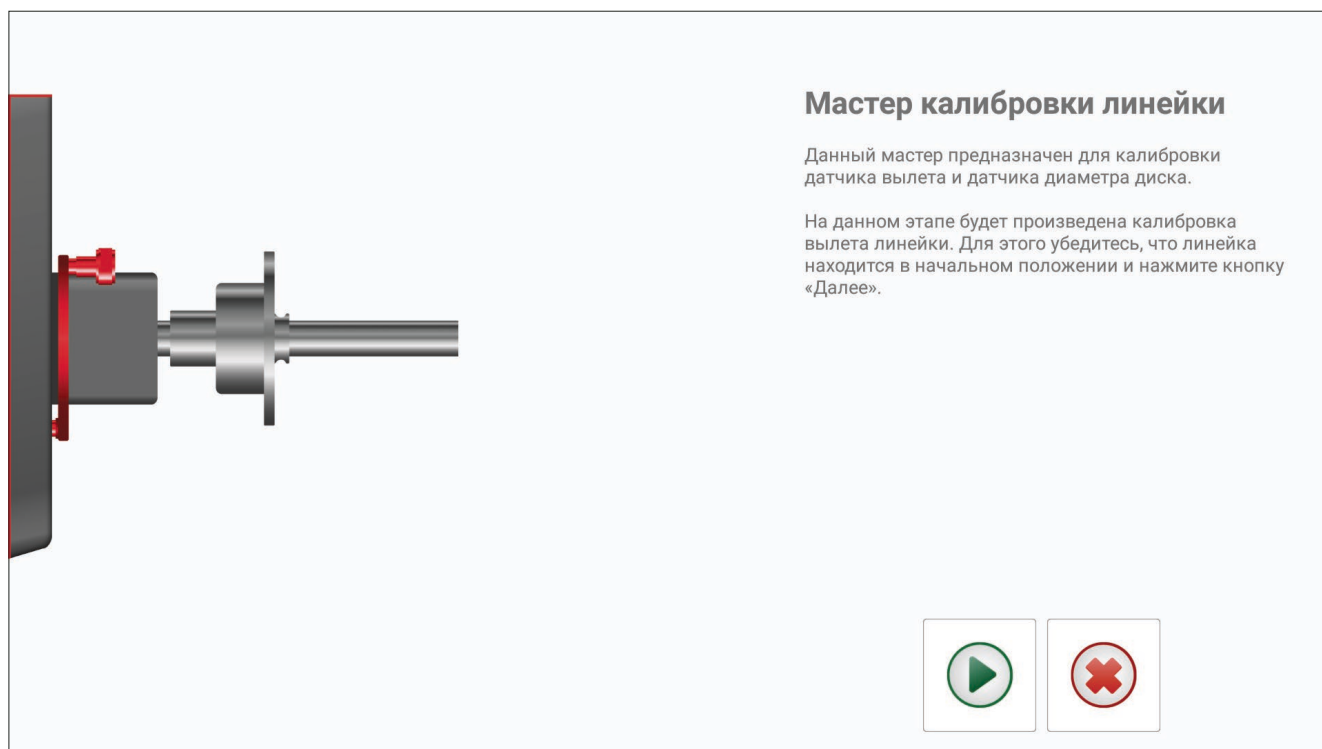 Мастер калибровки линейки
Данный мастер предназначен для калибровки
датчика вылета и датчика диаметра диска.
На данном этапе будет произведена калибровка
вылета линейки. Для этого убедитесь, что линейка
находится в начальном положении и нажмите кнопку
«Далее».